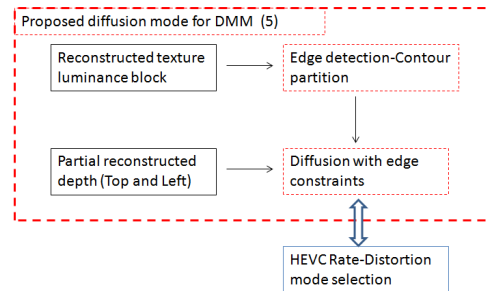 Proposed diffusion mode for DMM (5)
Reconstructed texture
luminance block
Edge detection-Contour
partition
Partial reconstructed
depth (Top and Left)
Diffusion with edge
constraints
HEVC Rate-Distortion
mode selection